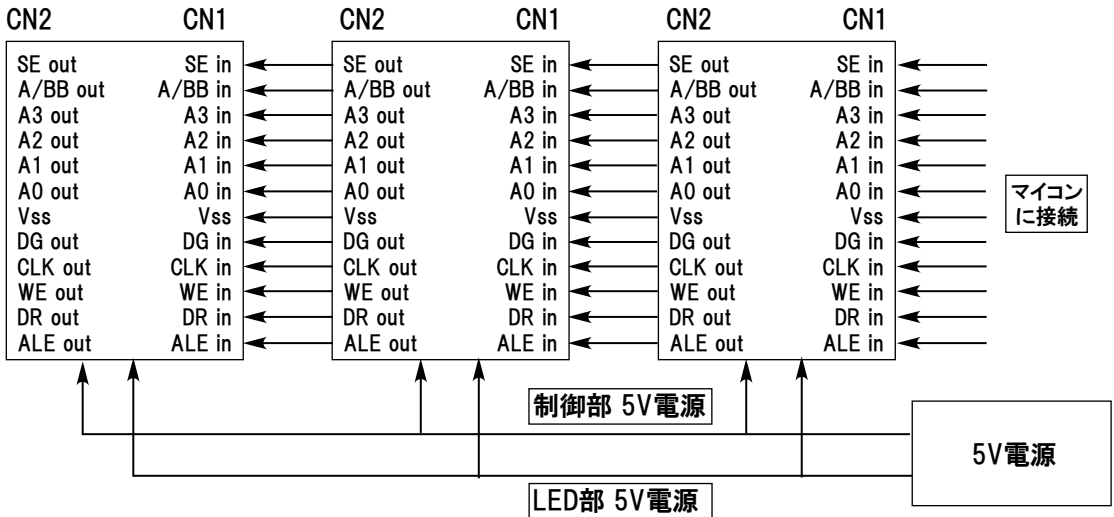 CN2 CN1 CN2 CN1 CN2 CN1
SE out SE in SE out SE in SE out SE in
A/BB out A/BB in A/BB out A/BB in A/BB out A/BB in
A3 out A3 in A3 out A3 in A3 out A3 in
A2 out A2 in A2 out A2 in A2 out A2 in
A1 out A1 in A1 out A1 in A1 out A1 in
A0 out A0 in A0 out A0 in A0 out A0 in
Vss Vss Vss Vss Vss Vss
DG out DG in DG out DG in DG out DG in
CLK out CLK in CLK out CLK in CLK out CLK in
WE out WE in WE out WE in WE out WE in
DR out DR in DR out DR in DR out DR in
ALE out ALE in ALE out ALE in ALE out ALE in
マイコン
に接続
制御部 5V電源
5V電源
LED部 5V電源